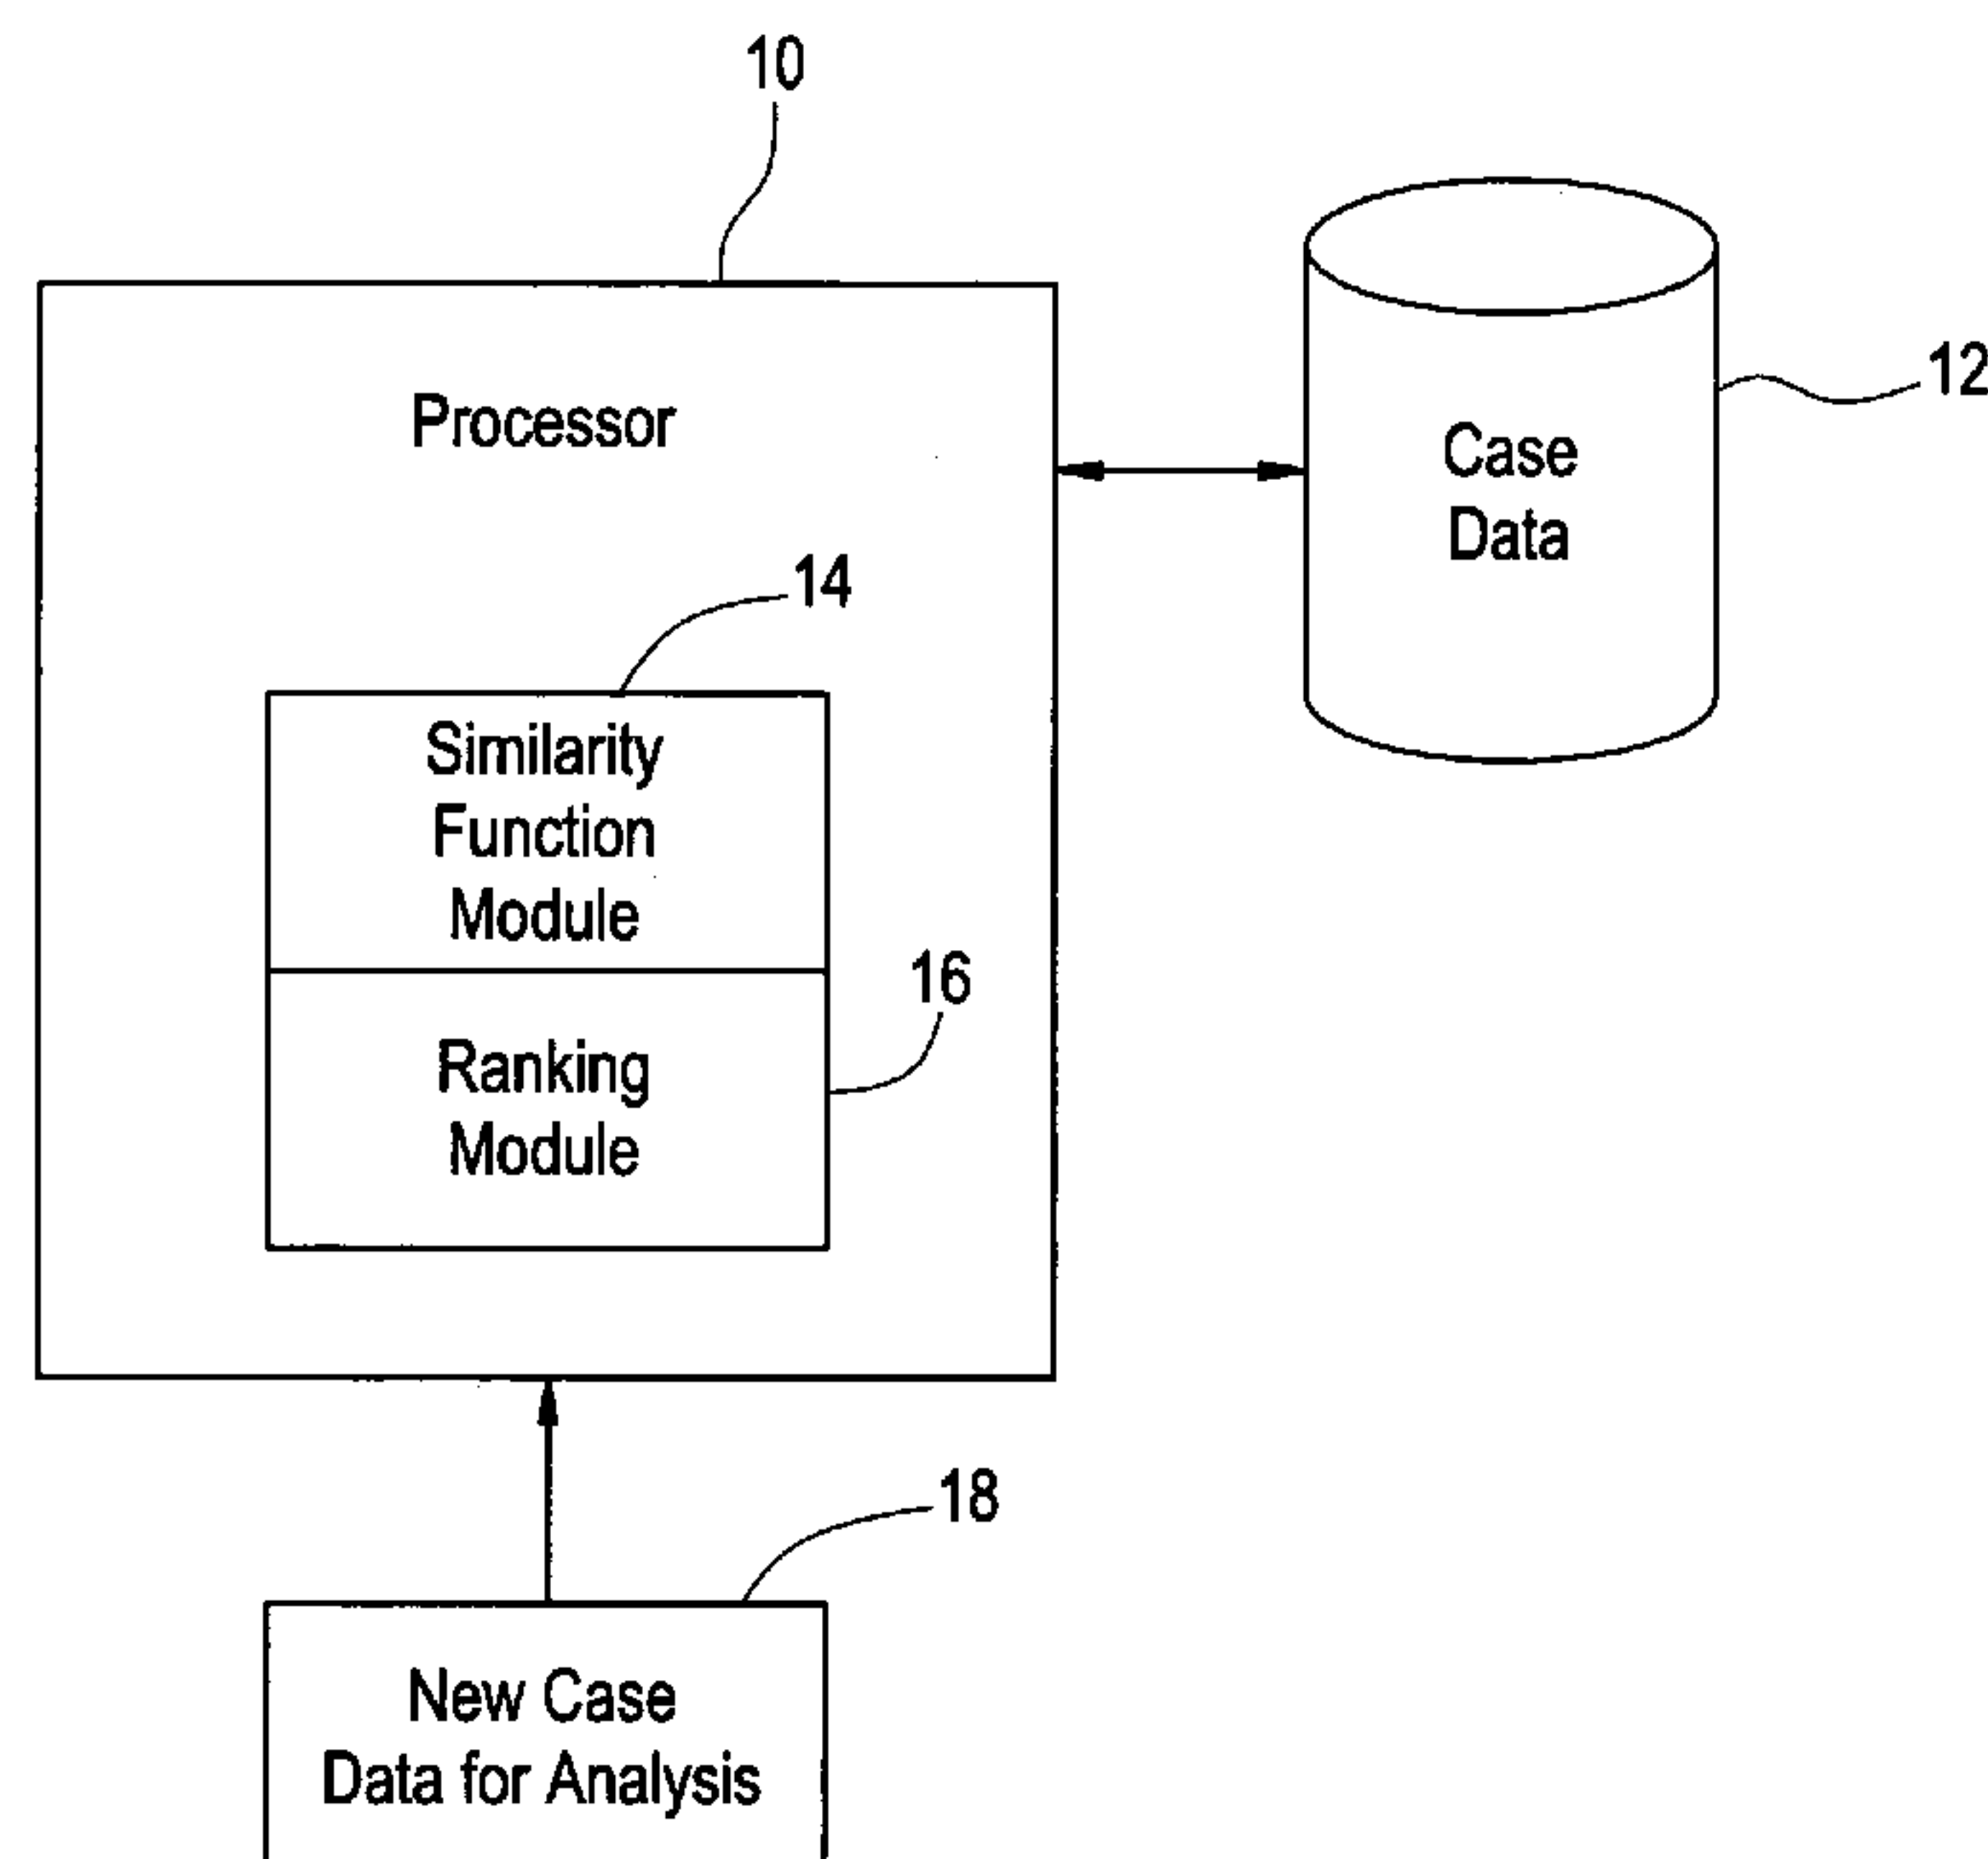 10
12
Processor
Case
Data
14
Similarity
Function
Module
16
Ranking
Module
18
New Case
Data for Analysis